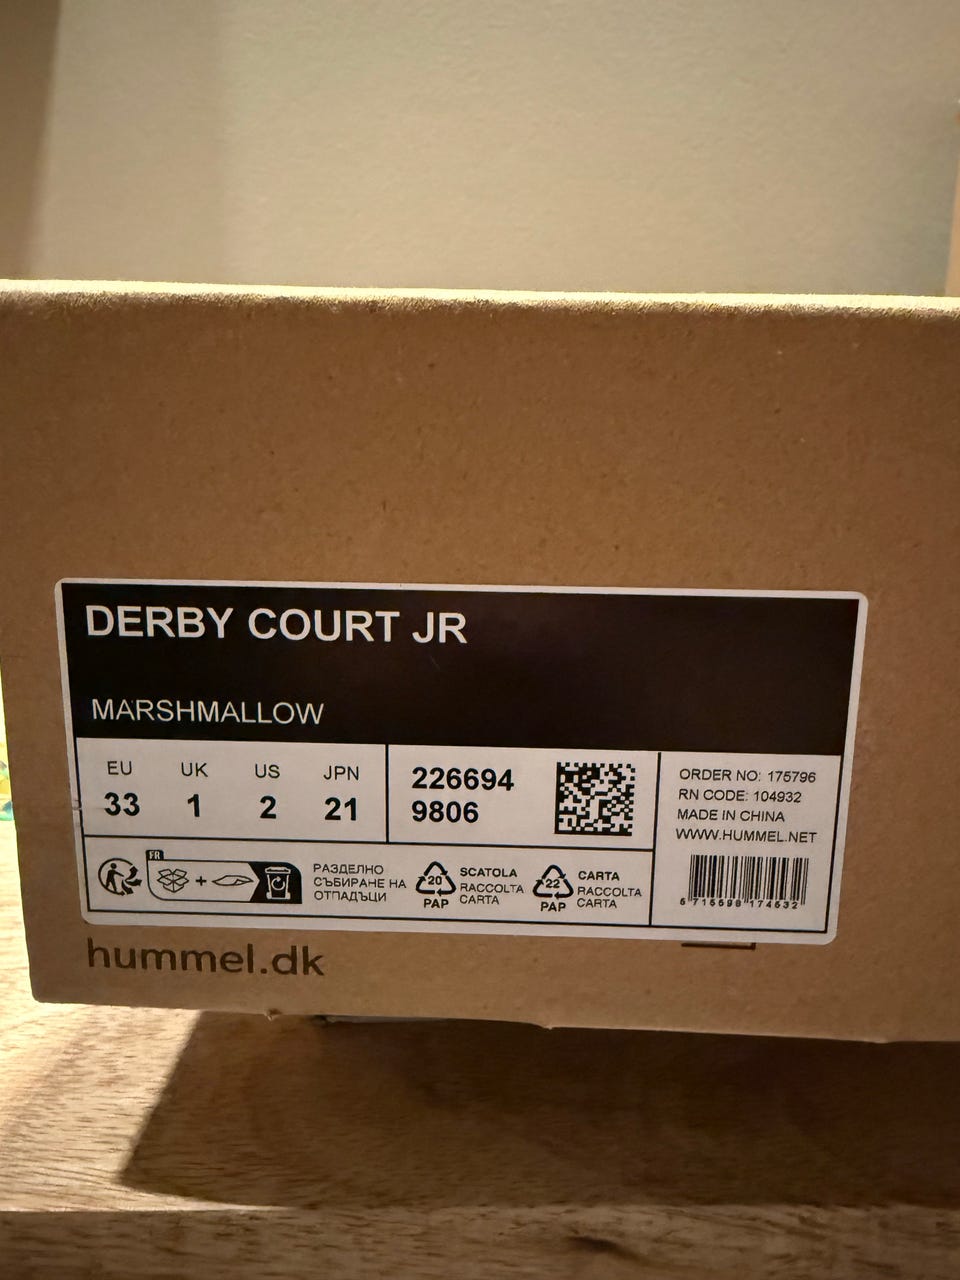 DERBY COURT JR
MARSHMALLOW
EU UK US JPN
33 1 2 21
226694
9806
ORDER NO: 175796
RN CODE: 104932
MADE IN CHINA
WWW.HUMMEL.NET
FR
РАЗДЕЛНО
СЪБИРАНЕ НА
ОТПАДЪЦИ
20
PAP
SCATOLA
RACCOLTA
CARTA
22
PAP
CARTA
RACCOLTA
CARTA
hummel.dk